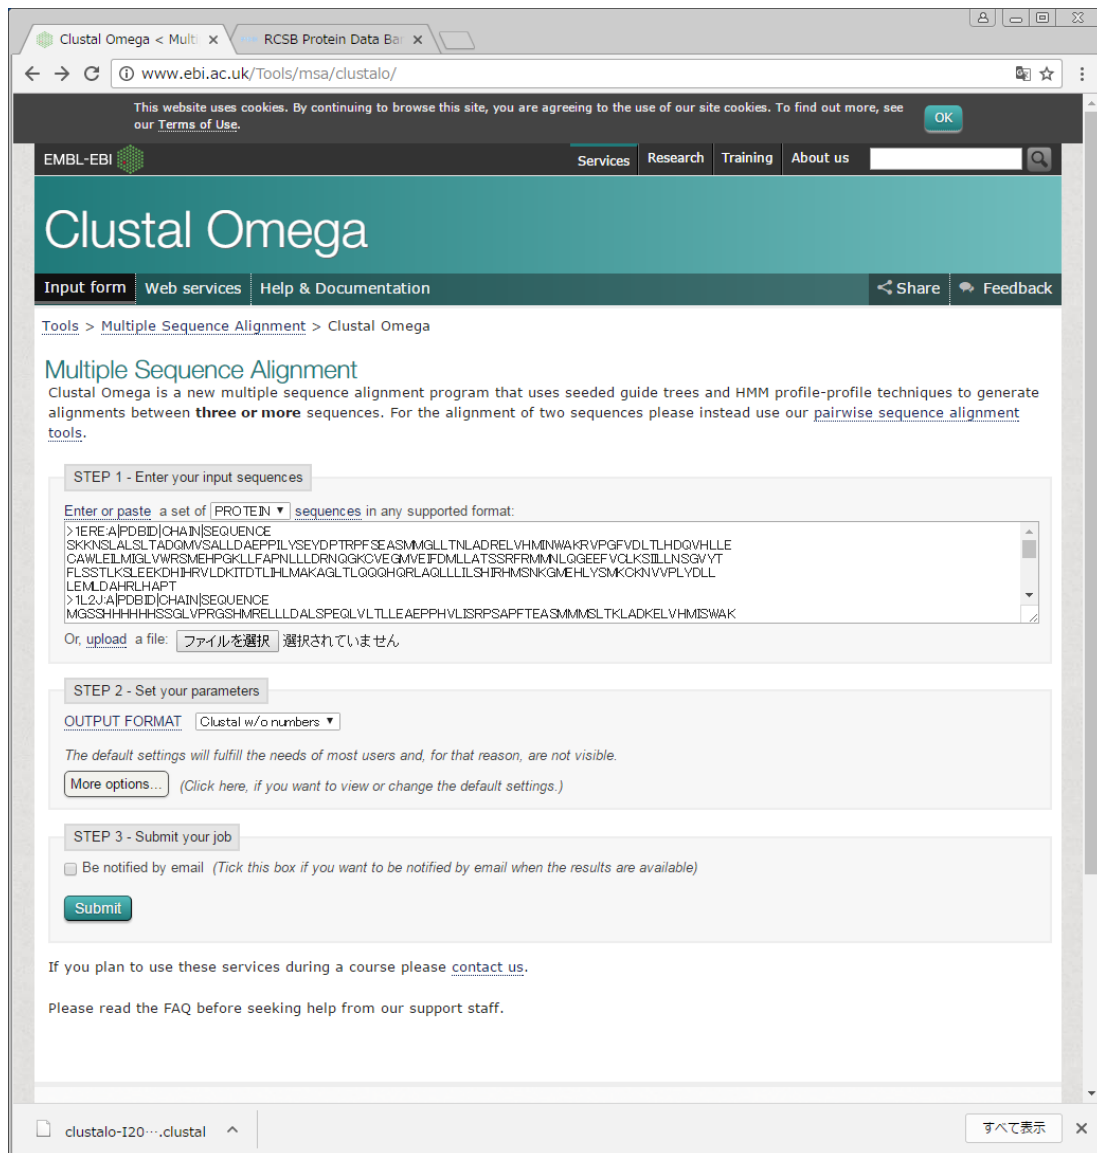 Clustal Omega < Multi
RCSB Protein Data Bar
www.ebi.ac.uk/Tools/msa/clustalo/
This website uses cookies. By continuing to browse this site, you are agreeing to the use of our site cookies. To find out more, see
our Terms of Use.
OK
EMBL-EBI
Services Research Training About us
Clustal Omega
Input form Web services Help & Documentation Share Feedback
Tools > Multiple Sequence Alignment > Clustal Omega
Multiple Sequence Alignment
Clustal Omega is a new multiple sequence alignment program that uses seeded guide trees and HMM profile-profile techniques to generate
alignments between three or more sequences. For the alignment of two sequences please instead use our pairwise sequence alignment
tools.
STEP 1 - Enter your input sequences
Enter or paste a set of PROTEIN sequences in any supported format:
>1ERE:A|PDBID|CHAIN|SEQUENCE
SKKNSLALSLTADQMVSALLDAEPPILYSEYDPTRPFSEASMMGLLTNLADRELVHMINWAKRVPGFVDLTLHDQVHLLE
CAWLEILMIGLVWRSMEHPGKLLFAPNLLLDRNQGKCVEGMVEIFDMLLATSSRFRMMNLQGEEFVCLKSIILLNSGVYT
FLSSTLKSLEEKDHIHRVLDKITDTLIHLMAKAGLTLQQQHQRLAQLLLILSHIRHMSNKGMEHLYSMKCKNVVPLYDLL
LEMLDAHRLHAPT
>1L2J:A|PDBID|CHAIN|SEQUENCE
MGSSHHHHHHSSGLVPRGSHMRELLLDALSPEQLVLTLLEAEPPHVLISRPSAPFTEASMMMSLTKLADKELVHMISWAK
Or, upload a file: ファイルを選択 選択されていません
STEP 2 - Set your parameters
OUTPUT FORMAT Clustal w/o numbers
The default settings will fulfill the needs of most users and, for that reason, are not visible.
More options... (Click here, if you want to view or change the default settings.)
STEP 3 - Submit your job
Be notified by email (Tick this box if you want to be notified by email when the results are available)
Submit
If you plan to use these services during a course please contact us.
Please read the FAQ before seeking help from our support staff.
clustalo-I20….clustal
すべて表示